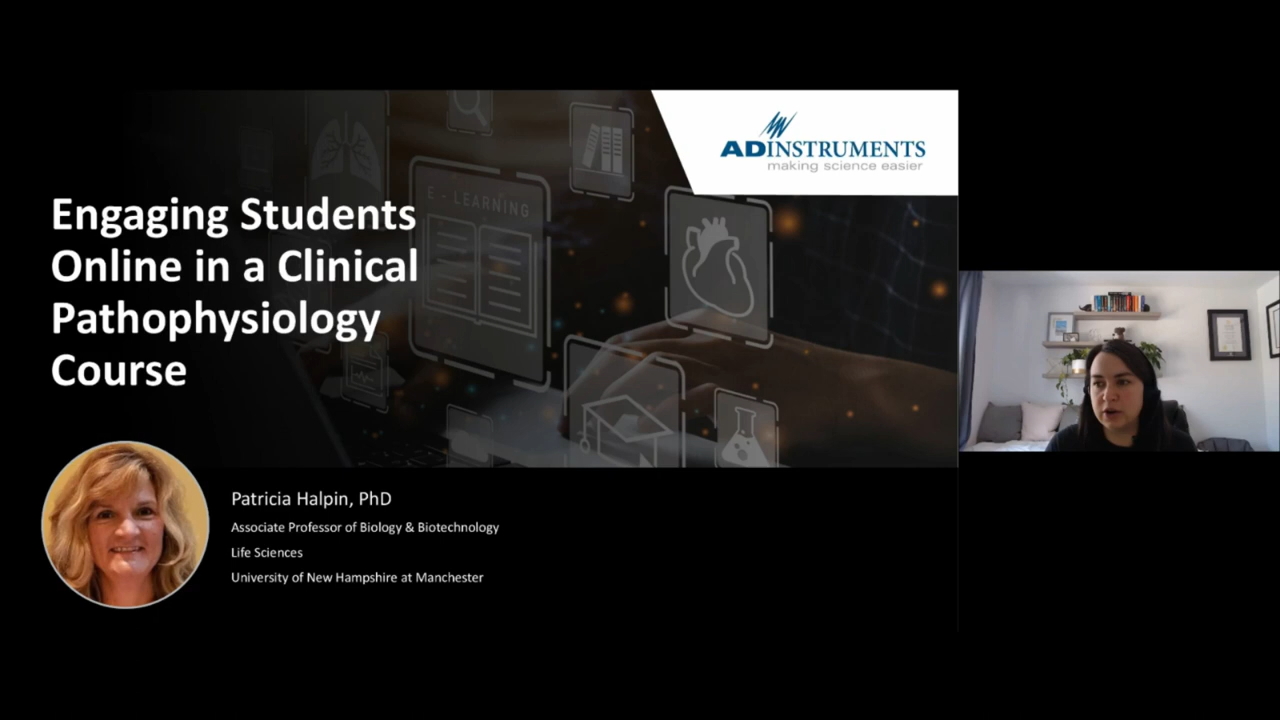 ADINSTRUMENTS
making science easier
E - LEARNING
Engaging Students
Online in a Clinical
Pathophysiology
Course
Patricia Halpin, PhD
Associate Professor of Biology & Biotechnology
Life Sciences
University of New Hampshire at Manchester